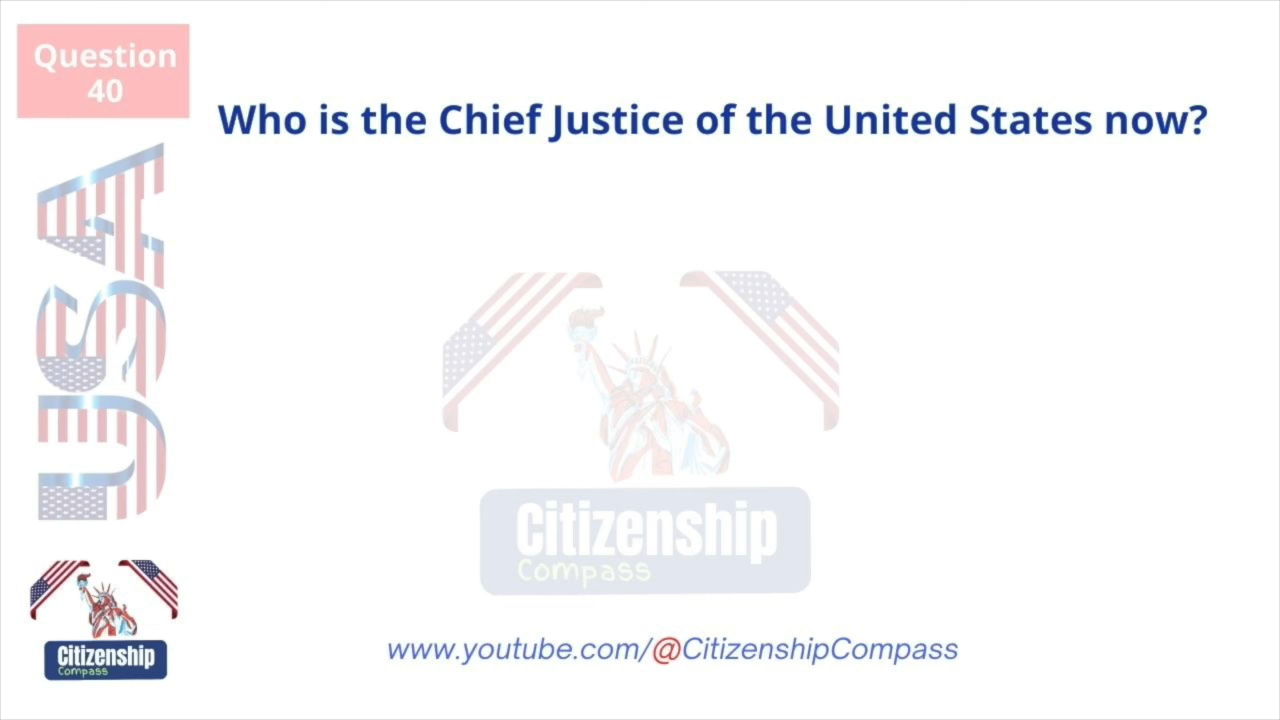 Question
40
Who is the Chief Justice of the United States now?
Citizenship
Compass
Citizenship
Compass
www.youtube.com/@CitizenshipCompass
USA